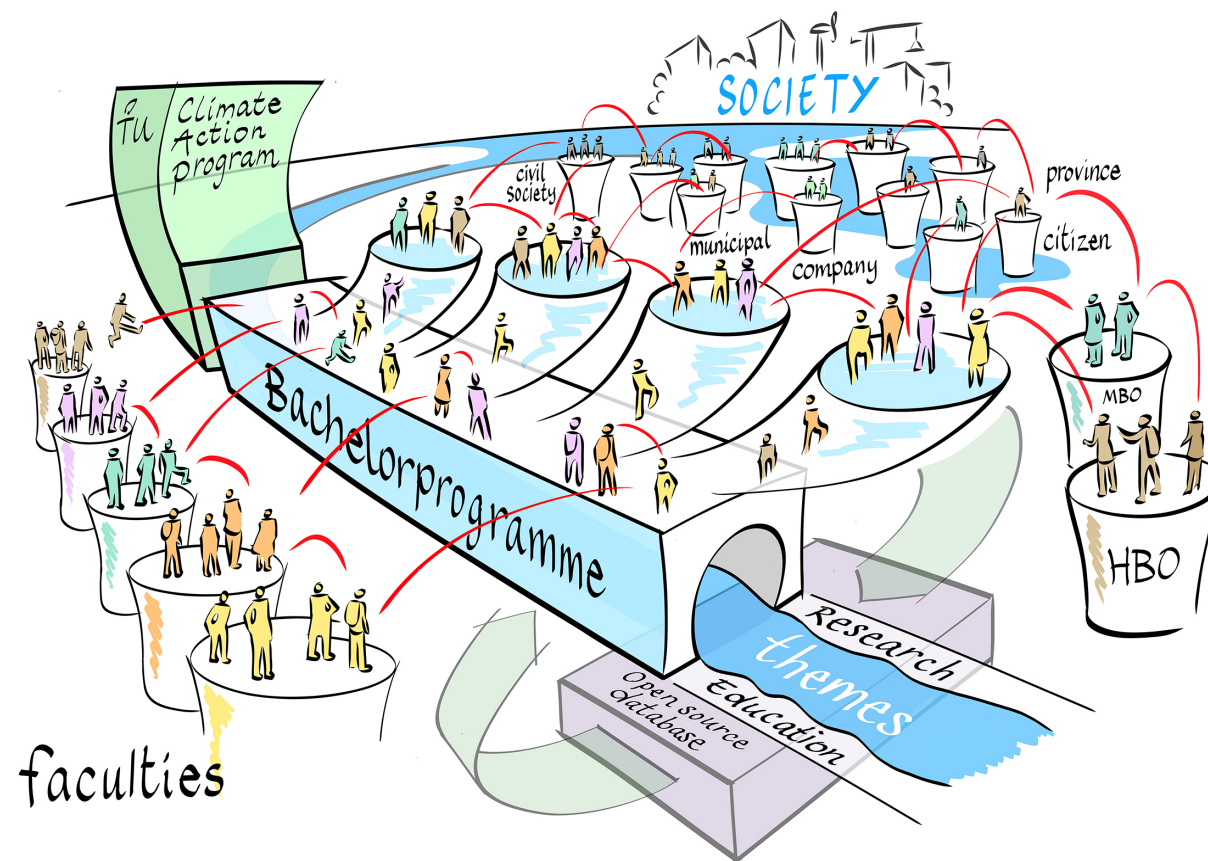 SOCIETY
TU
Climate
Action
program
civil
society
municipal
company
province
citizen
MBO
HBO
Bachelorprogramme
Research
themes
Education
Open source
database
faculties